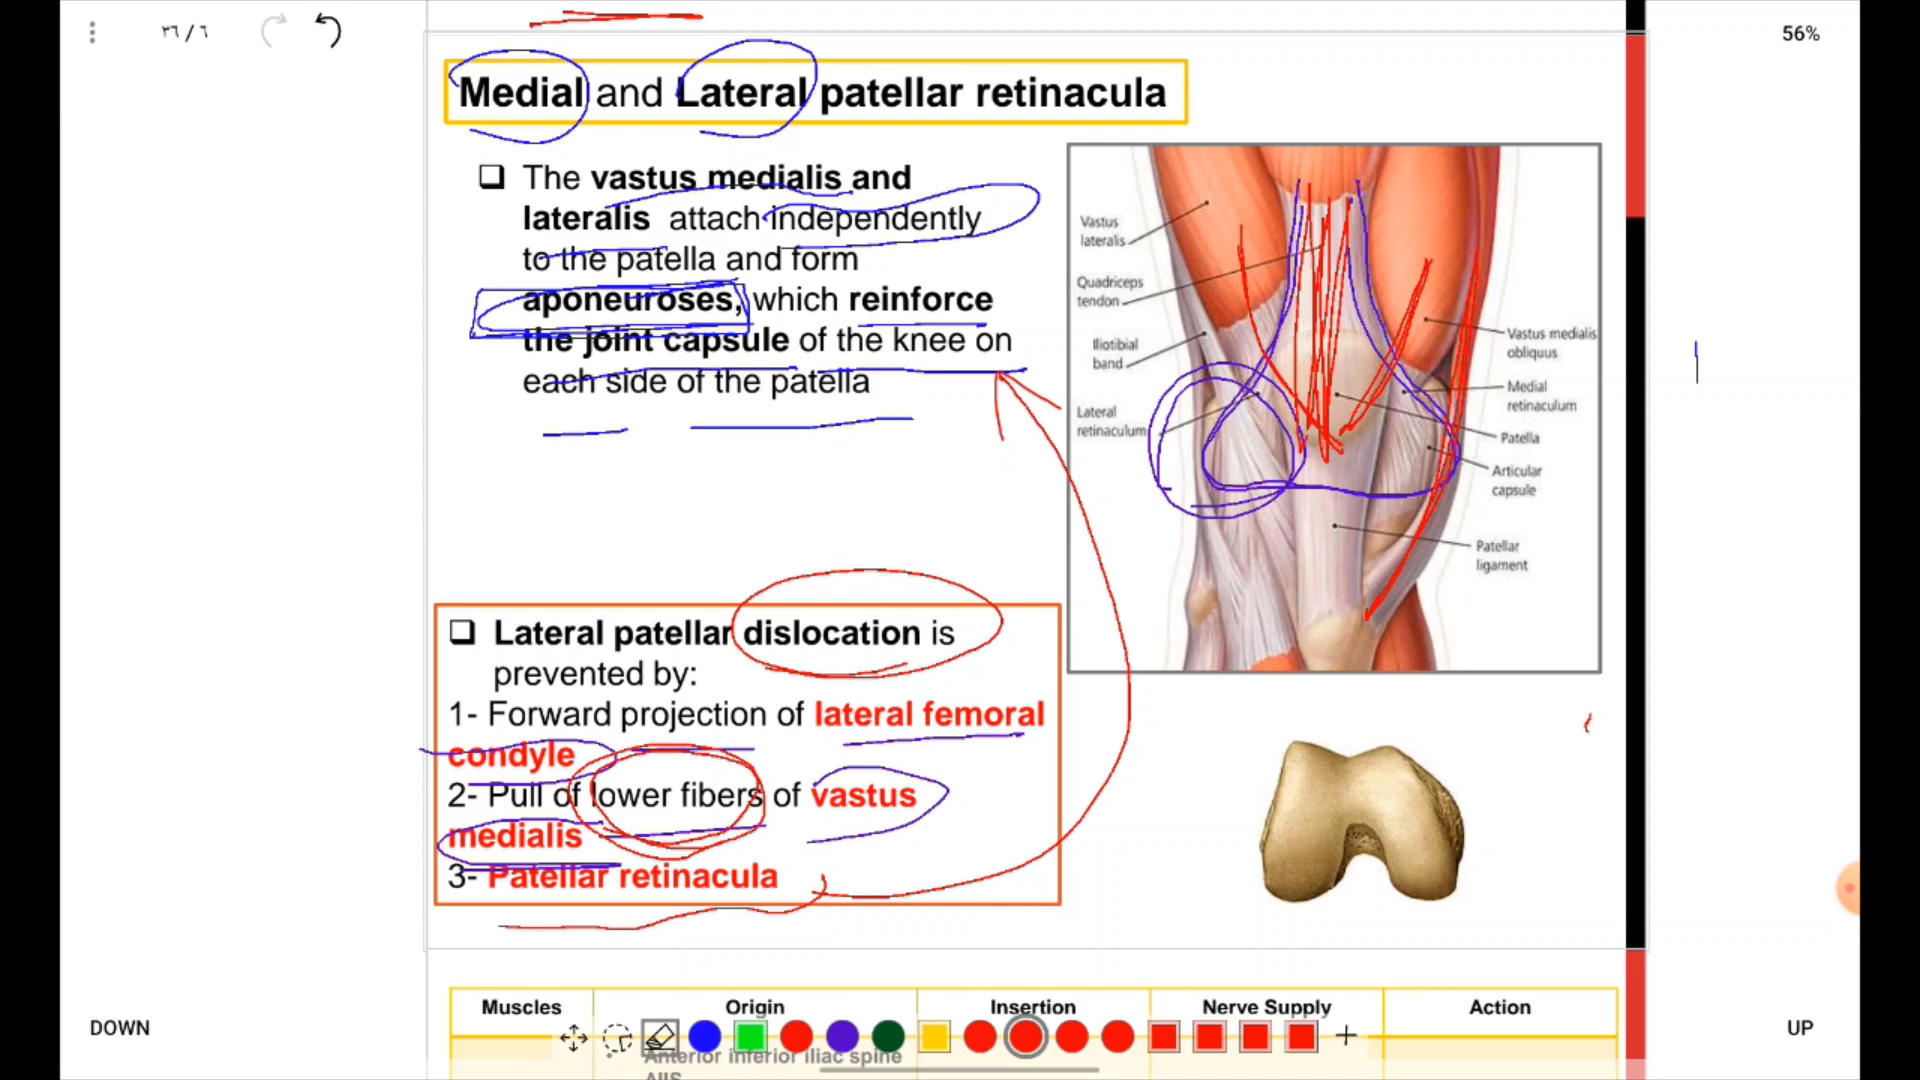 ٣٦ / ٦
56%
Medial and Lateral patellar retinacula
The vastus medialis and
lateralis attach independently
to the patella and form
aponeuroses, which reinforce
the joint capsule of the knee on
each side of the patella
Vastus
lateralis
Quadriceps
tendon
Iliotibial
band
Lateral
retinaculum
Vastus medialis
obliquus
Medial
retinaculum
Patella
Articular
capsule
Patellar
ligament
Lateral patellar dislocation is
prevented by:
1- Forward projection of lateral femoral
condyle
2- Pull of lower fibers of vastus
medialis
3- Patellar retinacula
Muscles Origin Insertion Nerve Supply Action
Anterior inferior iliac spine
AIIS
DOWN
UP